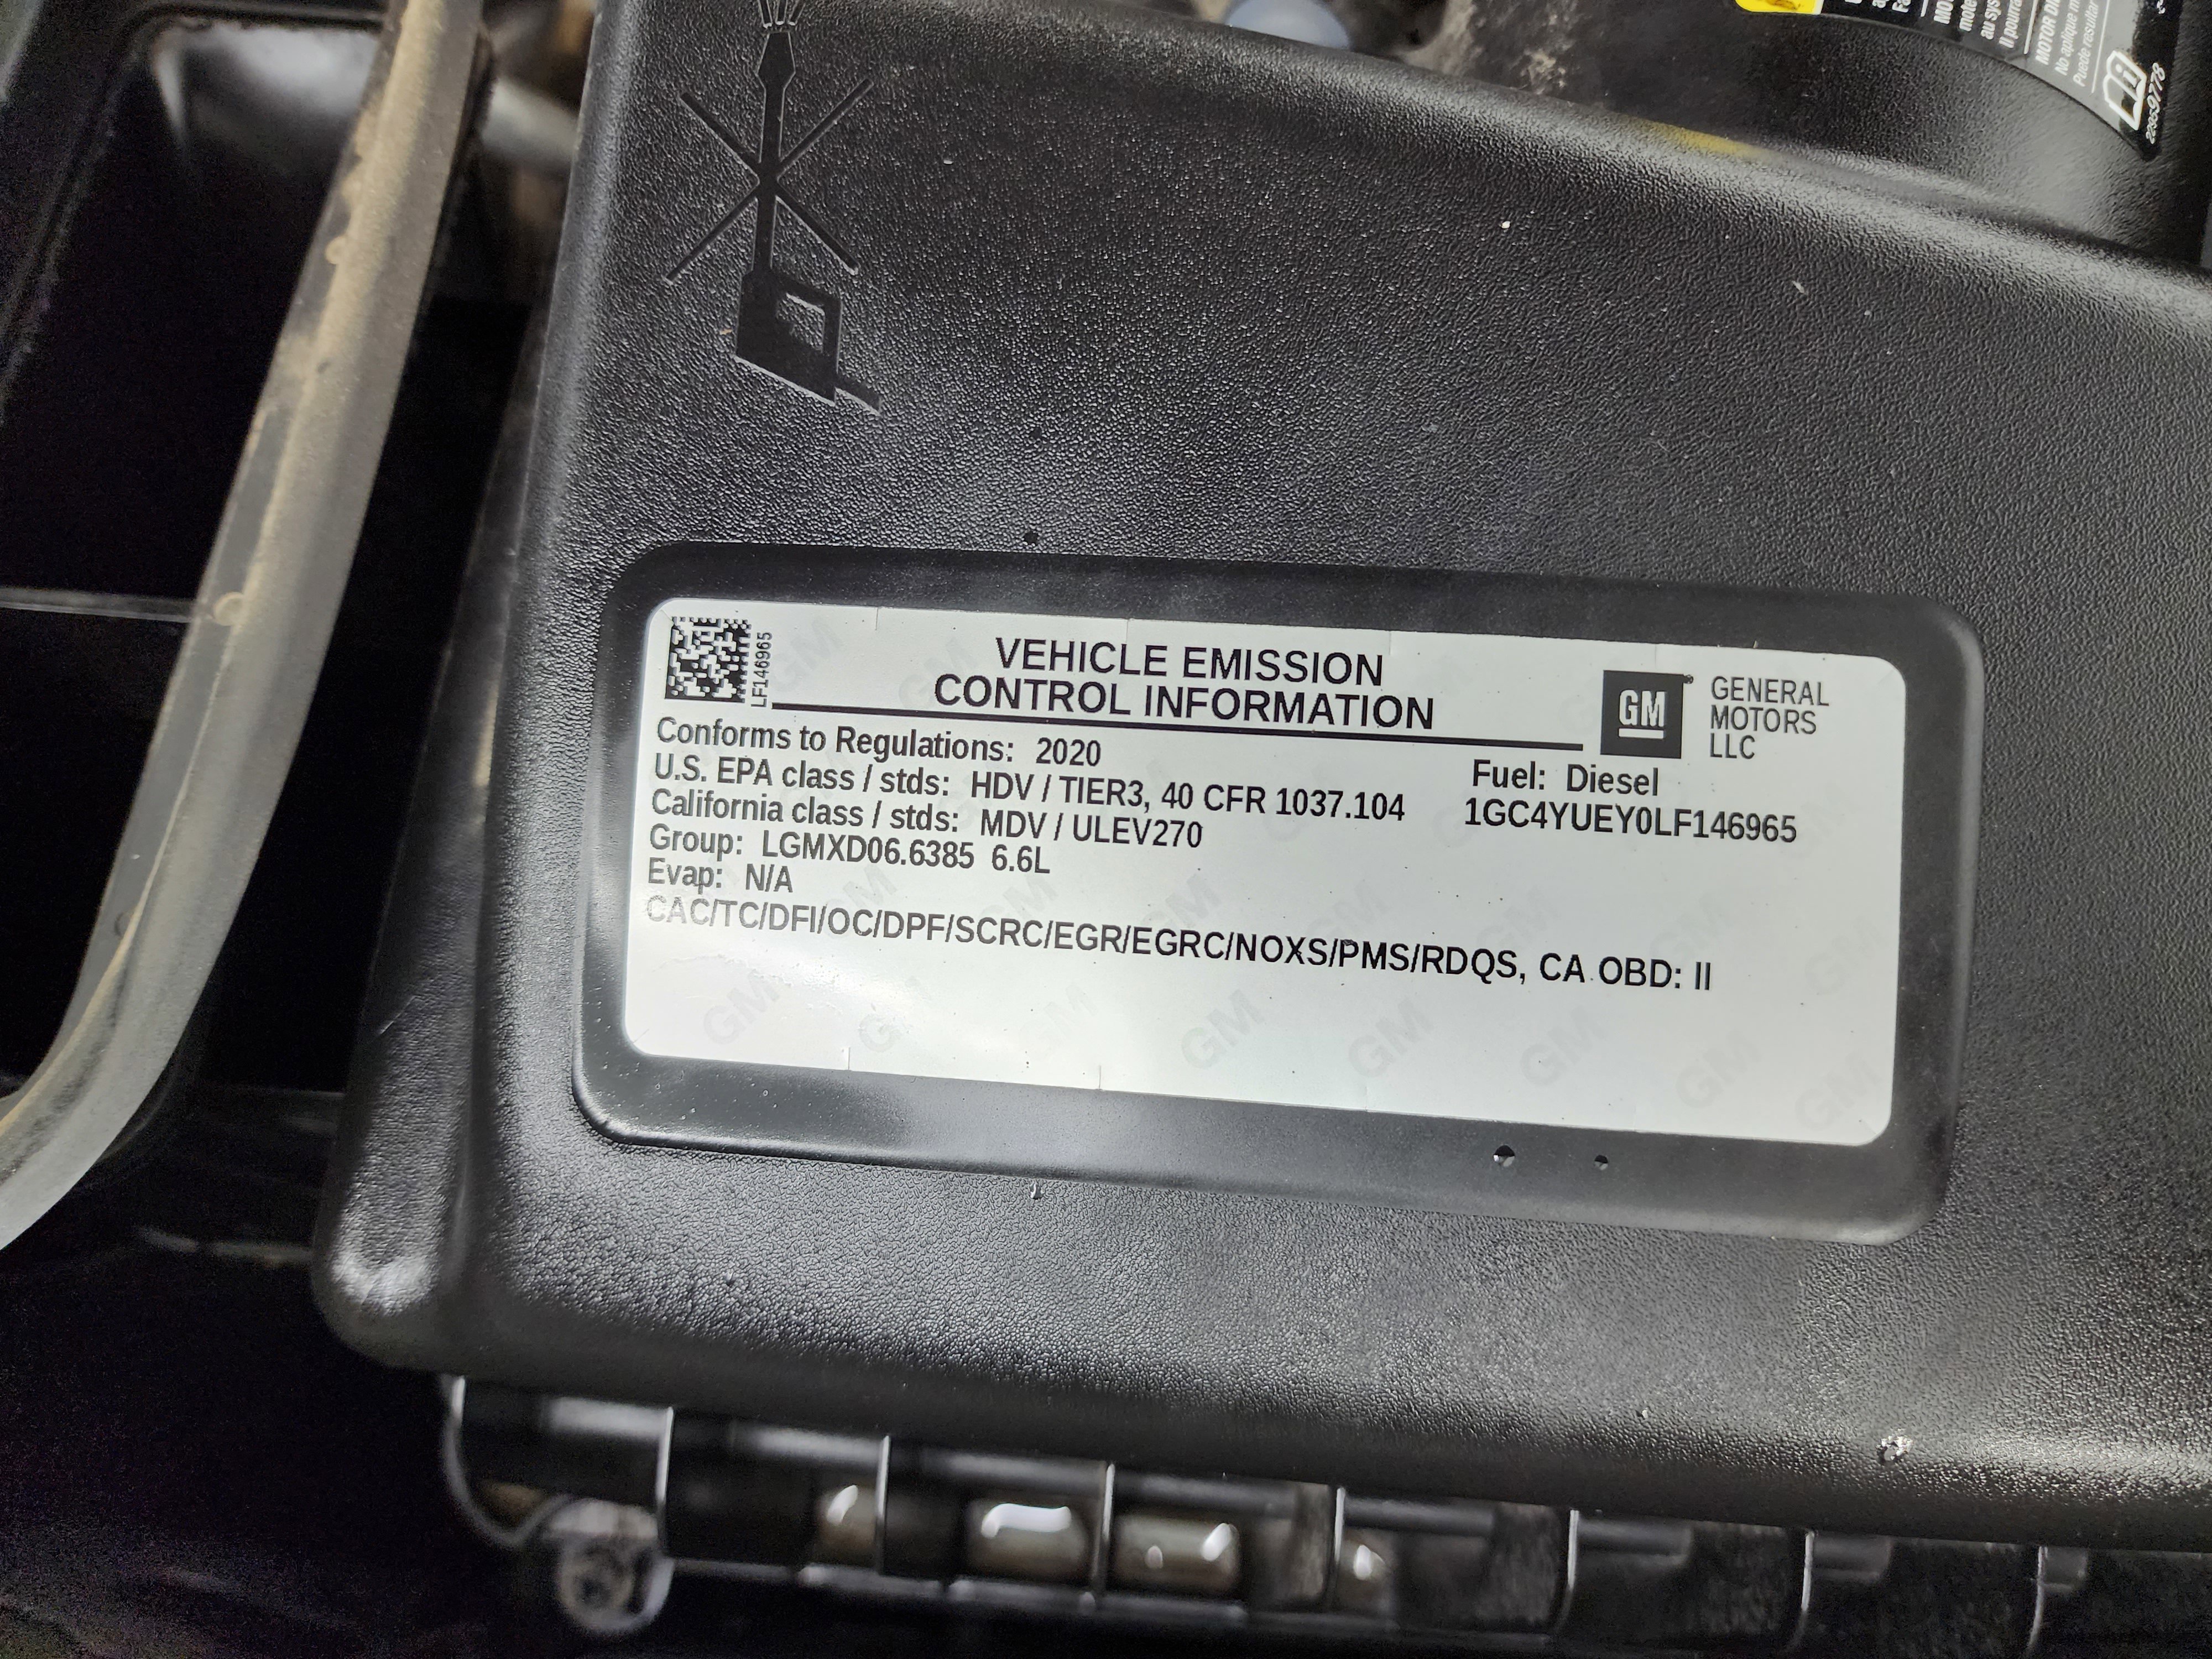 VEHICLE EMISSION
CONTROL INFORMATION
LF146965
GM
GENERAL
MOTORS
LLC
Conforms to Regulations: 2020
Fuel: Diesel
U.S. EPA class / stds: HDV / TIER3, 40 CFR 1037.104
1GC4YUEY0LF146965
California class / stds: MDV / ULEV270
Group: LGMXD06.6385 6.6L
Evap: N/A
CAC/TC/DFI/OC/DPF/SCRC/EGR/EGRC/NOXS/PMS/RDQS, CA OBD: II